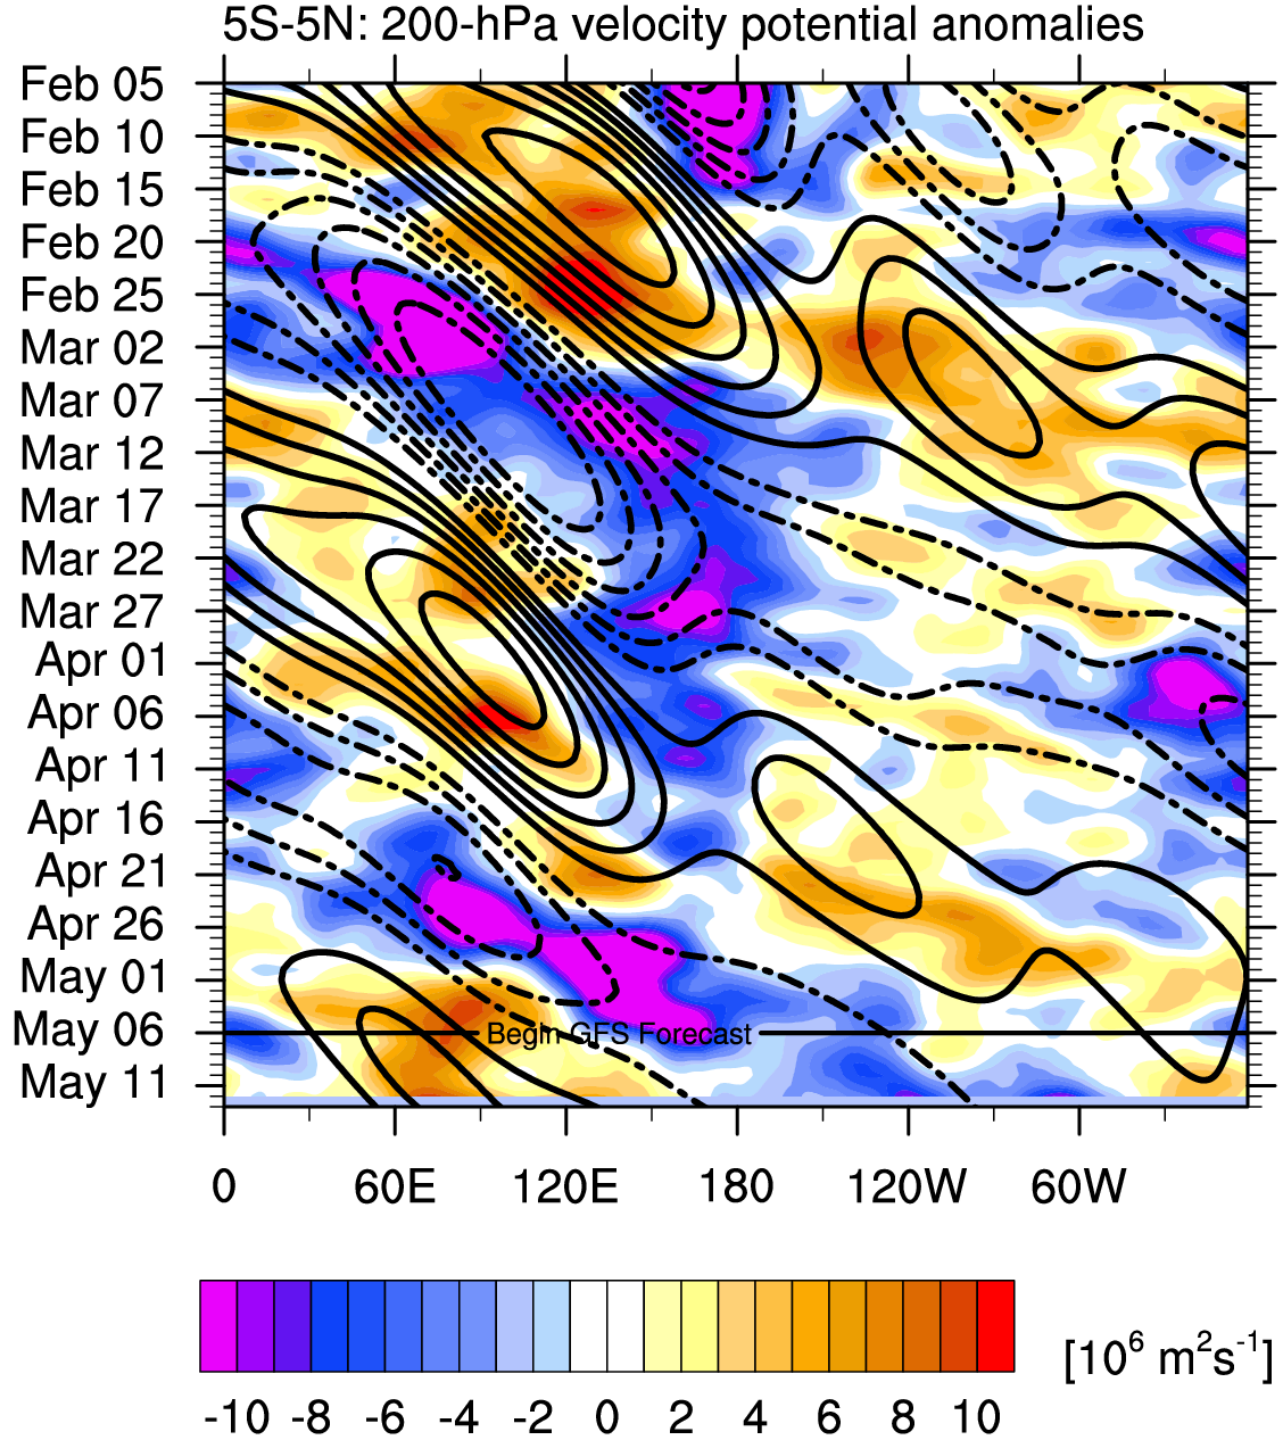 5S-5N: 200-hPa velocity potential anomalies
Feb 05
Feb 10
Feb 15
Feb 20
Feb 25
Mar 02
Mar 07
Mar 12
Mar 17
Mar 22
Mar 27
Apr 01
Apr 06
Apr 11
Apr 16
Apr 21
Apr 26
May 01
May 06
Begin GFS Forecast
May 11
0 60E 120E 180 120W 60W
-10 -8 -6 -4 -2 0 2 4 6 8 10
[10⁶ m²s⁻¹]